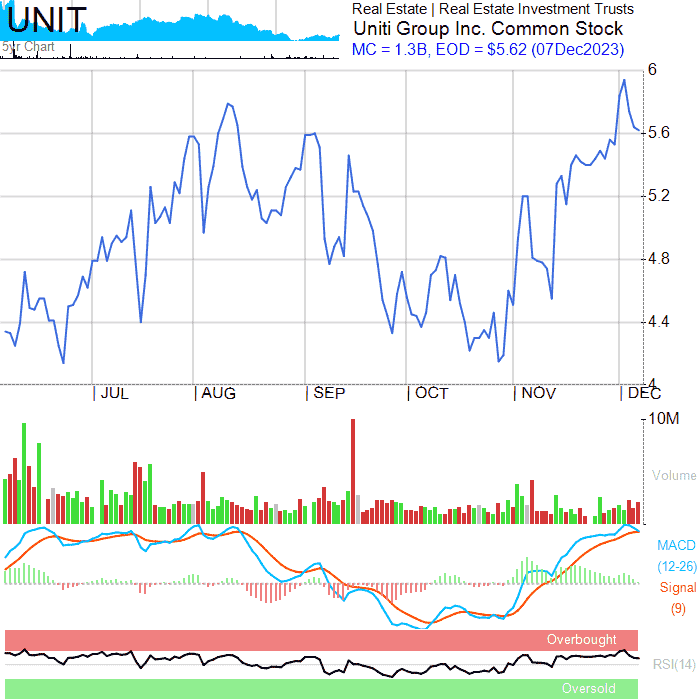 UNIT
5yr Chart
Real Estate | Real Estate Investment Trusts
Uniti Group Inc. Common Stock
MC = 1.3B, EOD = $5.62 (07Dec2023)
6
5.6
5.2
4.8
4.4
4
JUL AUG SEP OCT NOV DEC
10M
Volume
MACD
(12-26)
Signal
(9)
Overbought
RSI(14)
Oversold